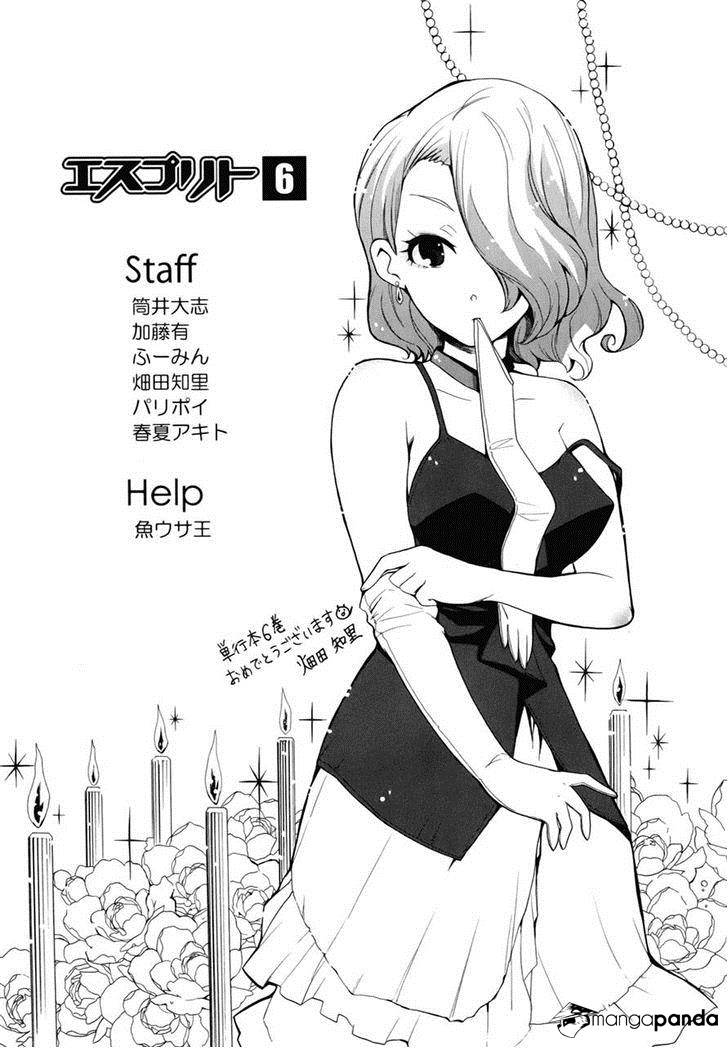 エスプリト 6
Staff
筒井大志
加藤有
ふーみん
畑田知里
パリポイ
春夏アキト
Help
魚ウサ王
単行本6巻
おめでとうございます
畑田 知里
mangapanda